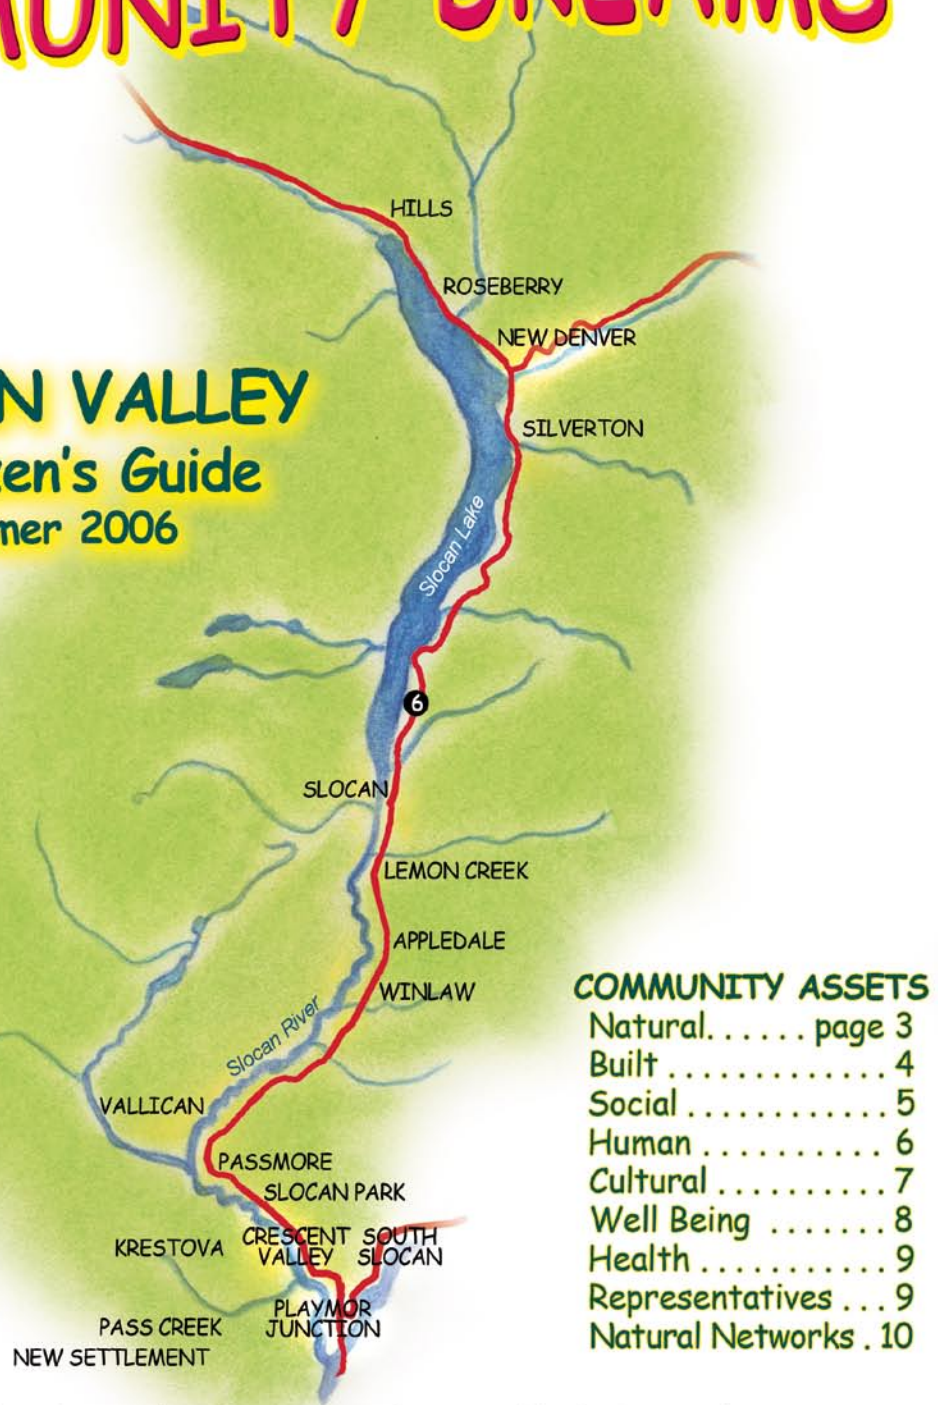 MUNITY DREAMS
HILLS
ROSEBERRY
NEW DENVER
N VALLEY
SILVERTON
zen's Guide
mer 2006
Slocan Lake
6
SLOCAN
LEMON CREEK
APPLEDALE
WINLAW
Slocan River
VALLICAN
PASSMORE
SLOCAN PARK
CRESCENT
VALLEY
SOUTH
SLOCAN
KRESTOVA
PLAYMOR
JUNCTION
PASS CREEK
NEW SETTLEMENT
COMMUNITY ASSETS
Natural. . . . . . page 3
Built . . . . . . . . . . . . . 4
Social . . . . . . . . . . . . 5
Human . . . . . . . . . . . 6
Cultural . . . . . . . . . . 7
Well Being . . . . . . . 8
Health . . . . . . . . . . . 9
Representatives . . . 9
Natural Networks . 10